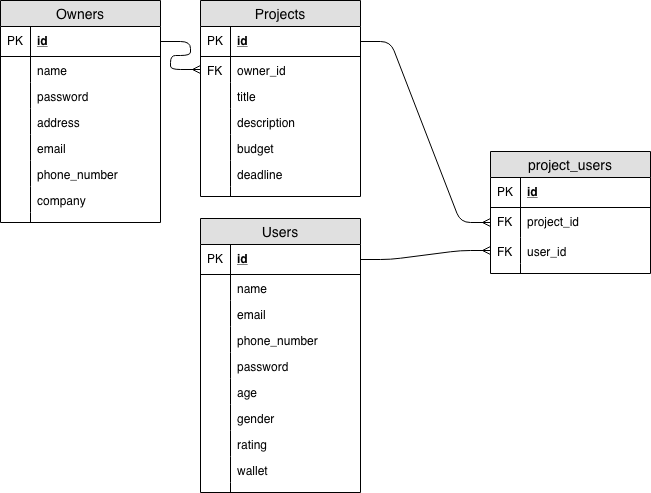 Owners
PK id
name
password
address
email
phone_number
company
Projects
PK id
FK owner_id
title
description
budget
deadline
Users
PK id
name
email
phone_number
password
age
gender
rating
wallet
project_users
PK id
FK project_id
FK user_id